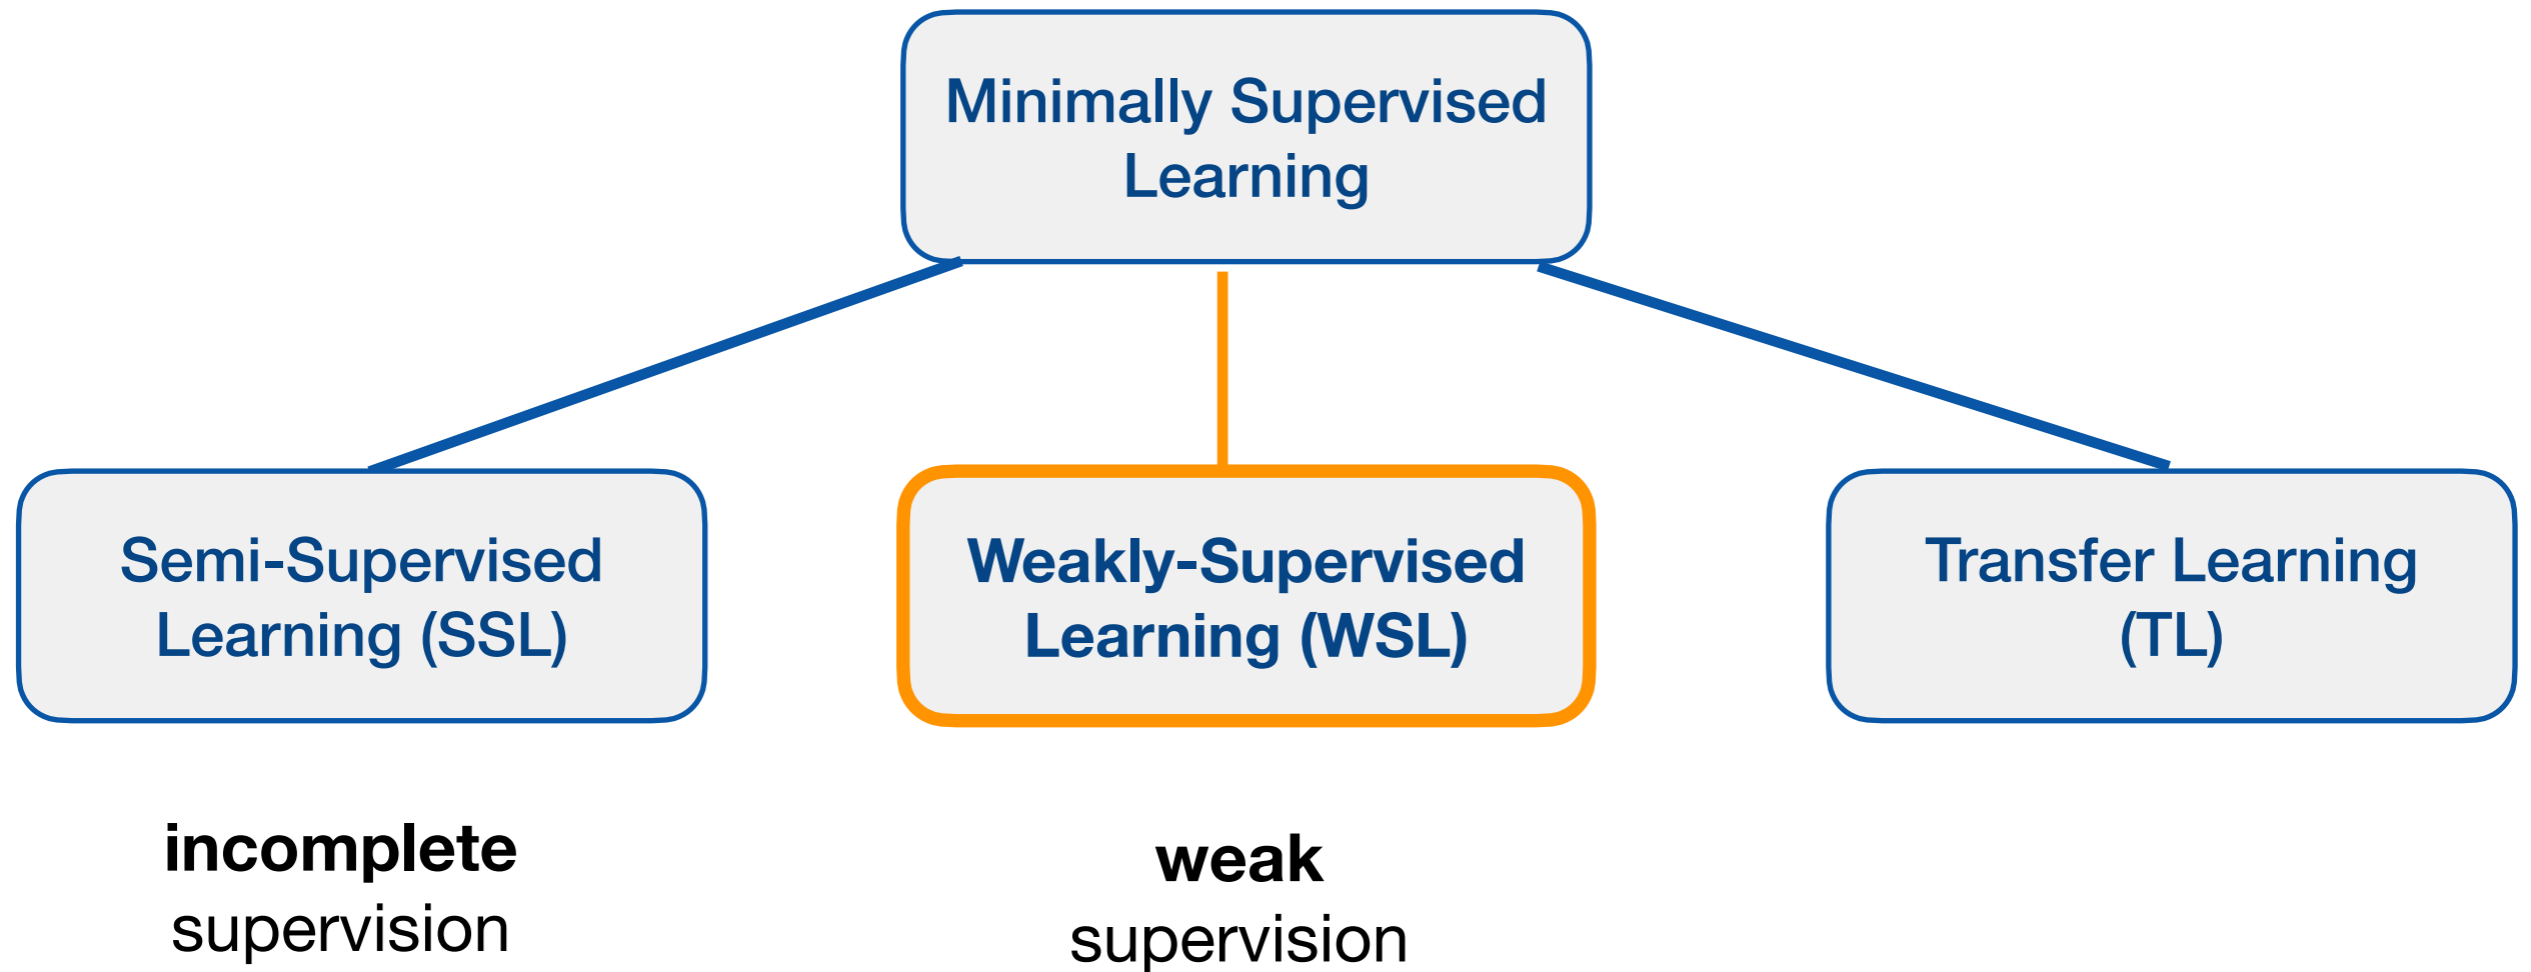 Minimally Supervised
Learning
Semi-Supervised
Learning (SSL)
Weakly-Supervised
Learning (WSL)
Transfer Learning
(TL)
incomplete
supervision
weak
supervision